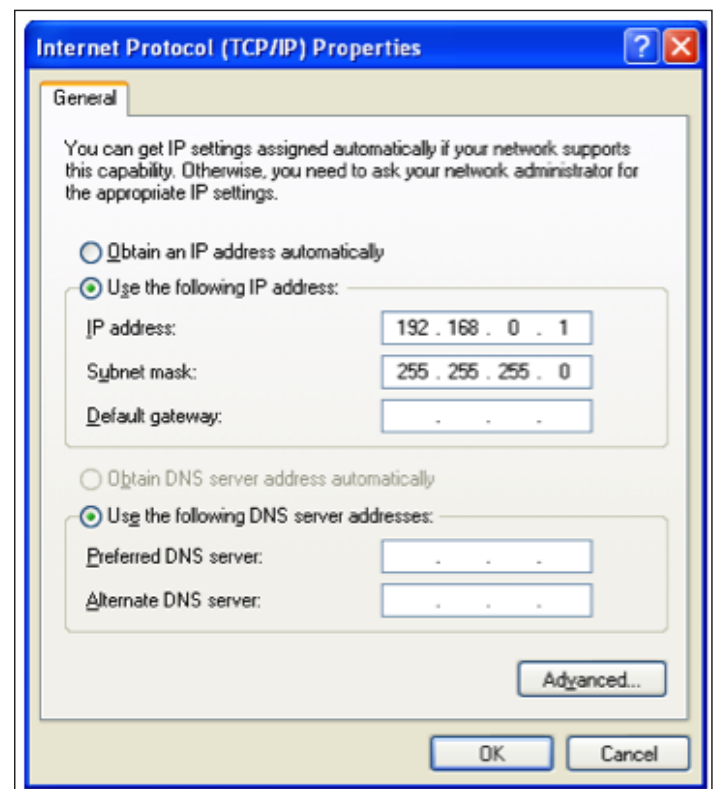 Internet Protocol (TCP/IP) Properties
General
You can get IP settings assigned automatically if your network supports
this capability. Otherwise, you need to ask your network administrator for
the appropriate IP settings.
Obtain an IP address automatically
Use the following IP address:
IP address: 192 . 168 . 0 . 1
Subnet mask: 255 . 255 . 255 . 0
Default gateway: . . .
Obtain DNS server address automatically
Use the following DNS server addresses:
Preferred DNS server: . . .
Alternate DNS server: . . .
Advanced...
OK Cancel